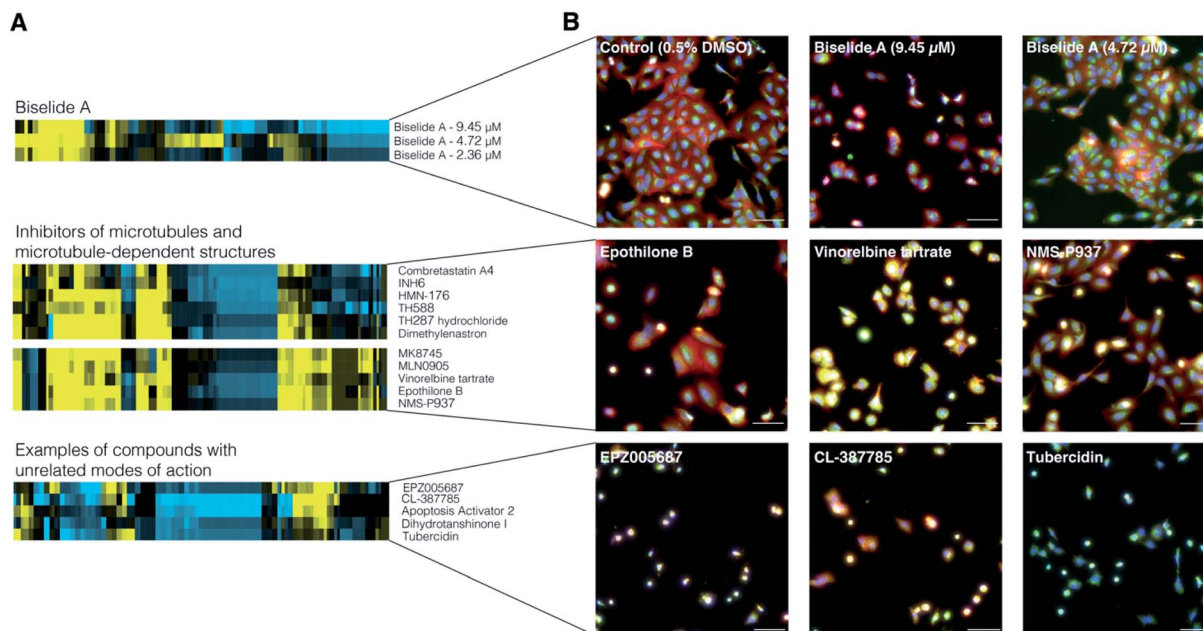 A
B
Biselide A
Biselide A - 9.45 µM
Biselide A - 4.72 µM
Biselide A - 2.36 µM
Inhibitors of microtubules and
microtubule-dependent structures
Combretastatin A4
INH6
HMN-176
TH588
TH287 hydrochloride
Dimethylenastron
MK8745
MLN0905
Vinorelbine tartrate
Epothilone B
NMS-P937
Examples of compounds with
unrelated modes of action
EPZ005687
CL-387785
Apoptosis Activator 2
Dihydrotanshinone I
Tubercidin
Control (0.5% DMSO)
Biselide A (9.45 µM)
Biselide A (4.72 µM)
Epothilone B
Vinorelbine tartrate
NMS-P937
EPZ005687
CL-387785
Tubercidin